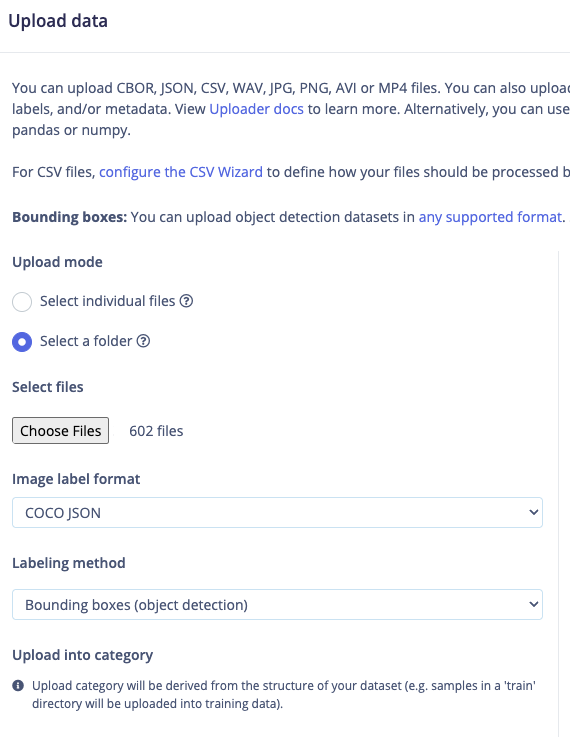 Upload data
You can upload CBOR, JSON, CSV, WAV, JPG, PNG, AVI or MP4 files. You can also
labels, and/or metadata. View Uploader docs to learn more. Alternatively, you can use
pandas or numpy.
For CSV files, configure the CSV Wizard to define how your files should be processed
Bounding boxes: You can upload object detection datasets in any supported format.
Upload mode
Select individual files
Select a folder
Select files
Choose Files 602 files
Image label format
COCO JSON
Labeling method
Bounding boxes (object detection)
Upload into category
Upload category will be derived from the structure of your dataset (e.g. samples in a 'train'
directory will be uploaded into training data).